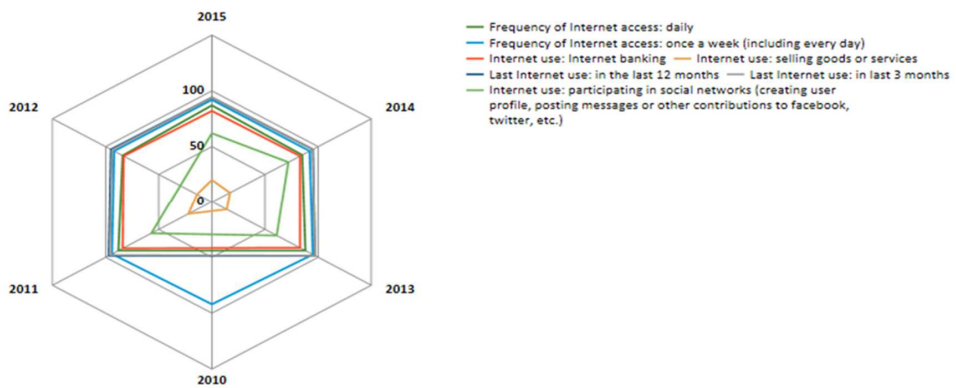 2015
Frequency of Internet access: daily
Frequency of Internet access: once a week (including every day)
Internet use: Internet banking Internet use: selling goods or services
Last Internet use: in the last 12 months Last Internet use: in last 3 months
Internet use: participating in social networks (creating user
profile, posting messages or other contributions to facebook,
twitter, etc.)
100
2012 2014
50
0
2011 2013
2010